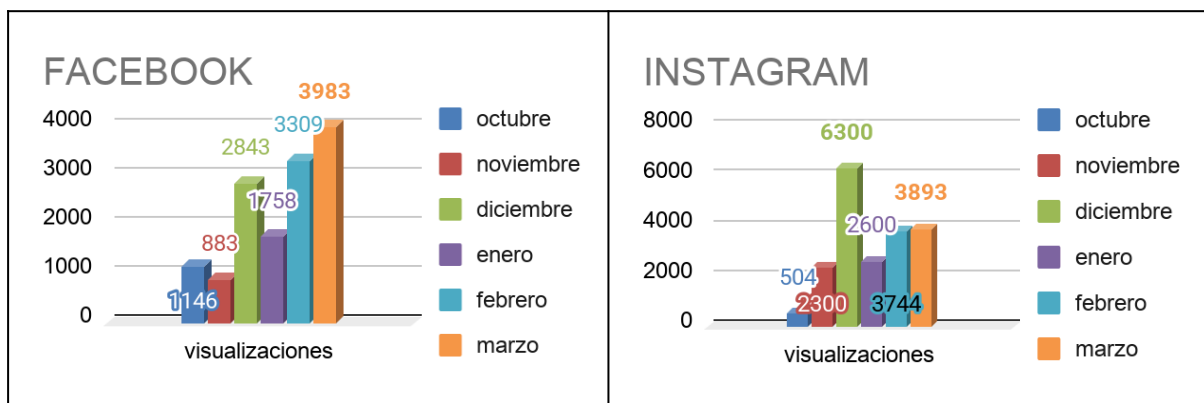 FACEBOOK
4000
3000
2000
1000
0
1146
883
2843
1758
3309
3983
visualizaciones
octubre
noviembre
diciembre
enero
febrero
marzo
INSTAGRAM
8000
6000
4000
2000
0
504
2300
6300
2600
3744
3893
visualizaciones
octubre
noviembre
diciembre
enero
febrero
marzo